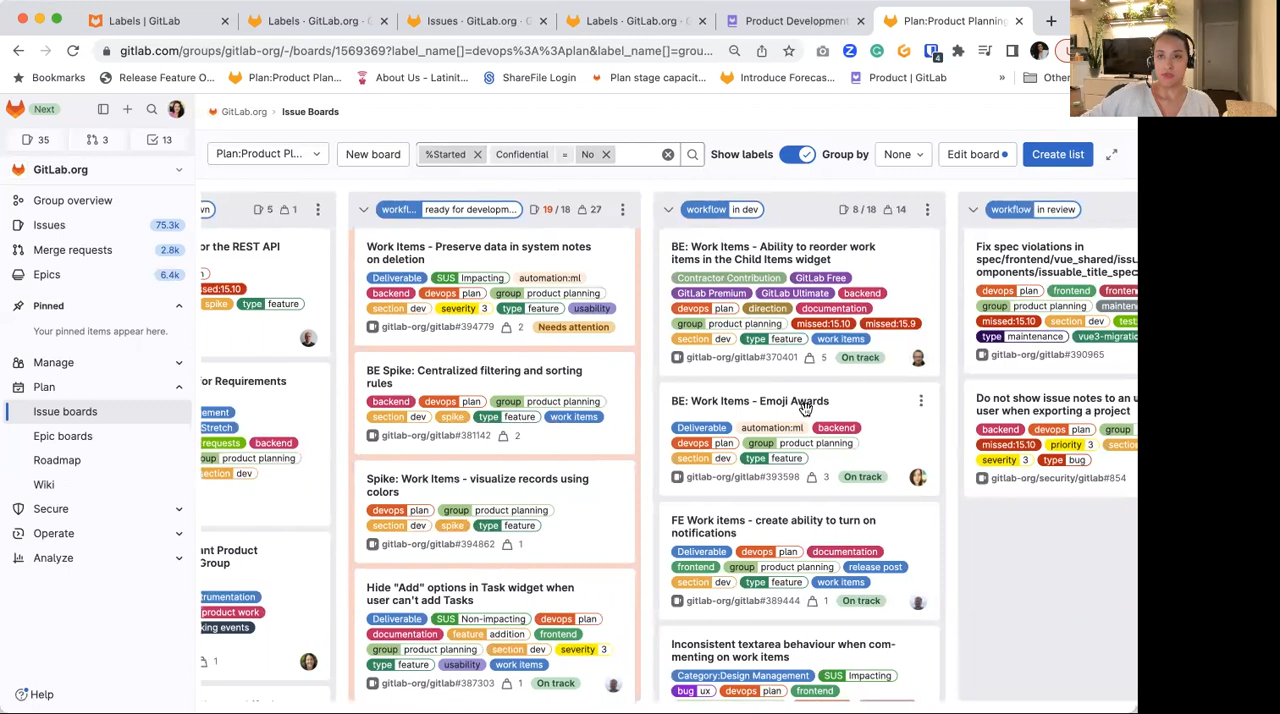 Labels | GitLab
Labels · GitLab.org · G
Issues · GitLab.org · G
Labels · GitLab.org · G
Product Development
Plan:Product Planning
gitlab.com/groups/gitlab-org/-/boards/1569369?label_name[]=devops%3A%3Aplan&label_name[]=grou...
4
Bookmarks
Release Feature O...
Plan:Product Plan...
About Us - Latinit...
ShareFile Login
Plan stage capacit...
Introduce Forecas...
Product | GitLab
»
Next
GitLab.org
Issue Boards
35
3
13
Plan:Product Pl...
New board
%Started
Confidential
=
No
Show labels
Group by
None
Edit board
Create list
GitLab.org
Group overview
Issues
75.3k
Merge requests
2.8k
Epics
6.4k
Pinned
Your pinned items appear here.
Manage
Plan
Issue boards
Epic boards
Roadmap
Wiki
Secure
Operate
Analyze
Help
5
1
or the REST API
ssed:15.10
spike
type feature
for Requirements
ement
Stretch
requests
backend
product planning
section dev
ant Product
Group
trumentation
product work
king events
1
workfl...
ready for developm...
19 / 18
27
Work Items - Preserve data in system notes
on deletion
Deliverable
SUS Impacting
automation:ml
backend
devops plan
group product planning
section dev
severity 3
type feature
usability
gitlab-org/gitlab#394779
2
Needs attention
BE Spike: Centralized filtering and sorting
rules
backend
devops plan
group product planning
section dev
spike
type feature
work items
gitlab-org/gitlab#381142
2
Spike: Work Items - visualize records using
colors
devops plan
group product planning
section dev
spike
type feature
gitlab-org/gitlab#394862
1
Hide "Add" options in Task widget when
user can't add Tasks
Deliverable
SUS Non-impacting
devops plan
documentation
feature addition
frontend
group product planning
section dev
severity 3
type feature
usability
work items
gitlab-org/gitlab#387303
1
On track
workflow in dev
8 / 18
14
BE: Work Items - Ability to reorder work
items in the Child Items widget
Contractor Contribution
GitLab Free
GitLab Premium
GitLab Ultimate
backend
devops plan
direction
documentation
group product planning
missed:15.10
missed:15.9
section dev
type feature
work items
gitlab-org/gitlab#370401
5
On track
BE: Work Items - Emoji Awards
Deliverable
automation:ml
backend
devops plan
group product planning
section dev
type feature
gitlab-org/gitlab#393598
3
On track
FE Work items - create ability to turn on
notifications
Deliverable
devops plan
documentation
frontend
group product planning
release post
section dev
type feature
work items
gitlab-org/gitlab#389444
1
On track
Inconsistent textarea behaviour when com-
menting on work items
Category:Design Management
SUS Impacting
bug ux
devops plan
frontend
workflow in review
Fix spec violations in
spec/frontend/vue_shared/issu
omponents/issuable_title_spec
devops plan
frontend
group product planning
missed:15.10
section dev
type maintenance
vue3-migratio
gitlab-org/gitlab#390965
Do not show issue notes to an u
user when exporting a project
backend
devops plan
group
missed:15.10
priority 3
severity 3
type bug
gitlab-org/security/gitlab#854